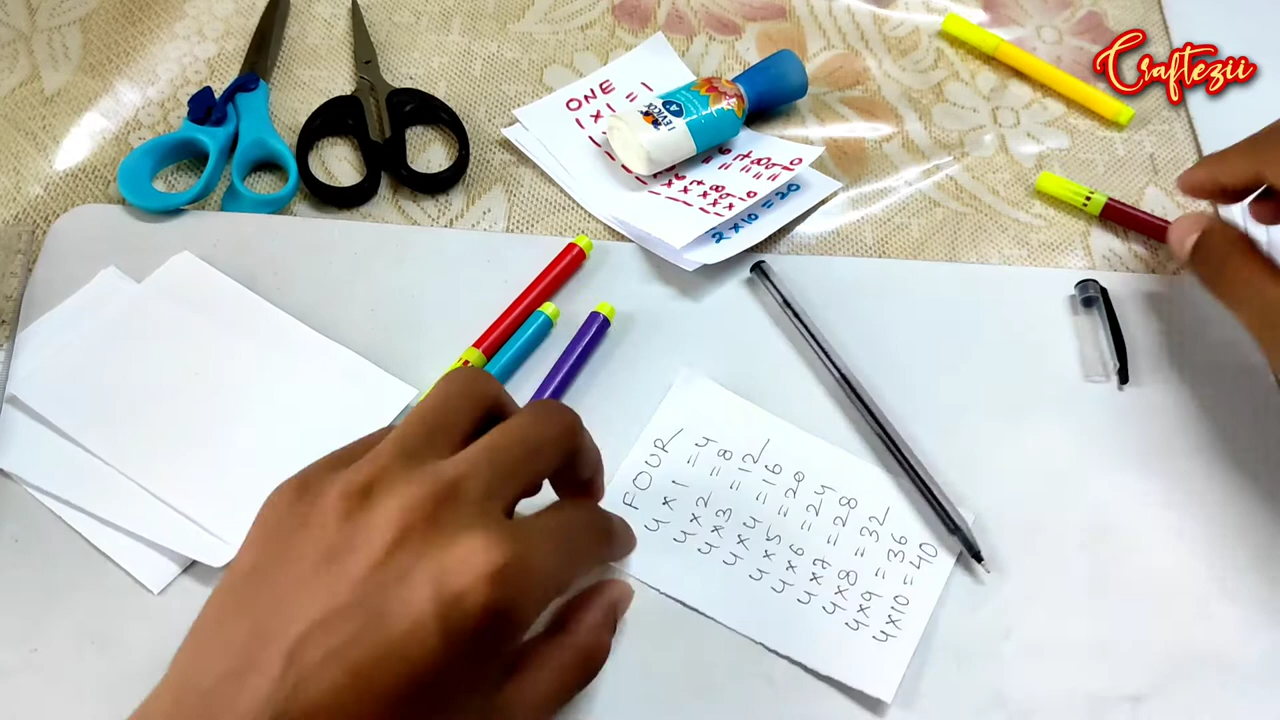 Craftezii
ONE
2 x 10 = 20
FOUR
4 x 1 = 4
4 x 2 = 8
4 x 3 = 12
4 x 4 = 16
4 x 5 = 20
4 x 6 = 24
4 x 7 = 28
4 x 8 = 32
4 x 9 = 36
4 x 10 = 40